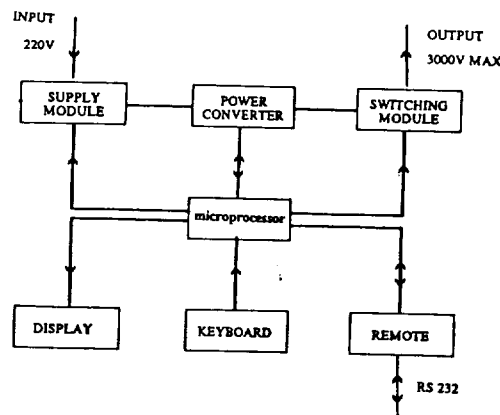 INPUT
220V
OUTPUT
3000V MAX
SUPPLY
MODULE
POWER
CONVERTER
SWITCHING
MODULE
microprocessor
DISPLAY
KEYBOARD
REMOTE
RS 232